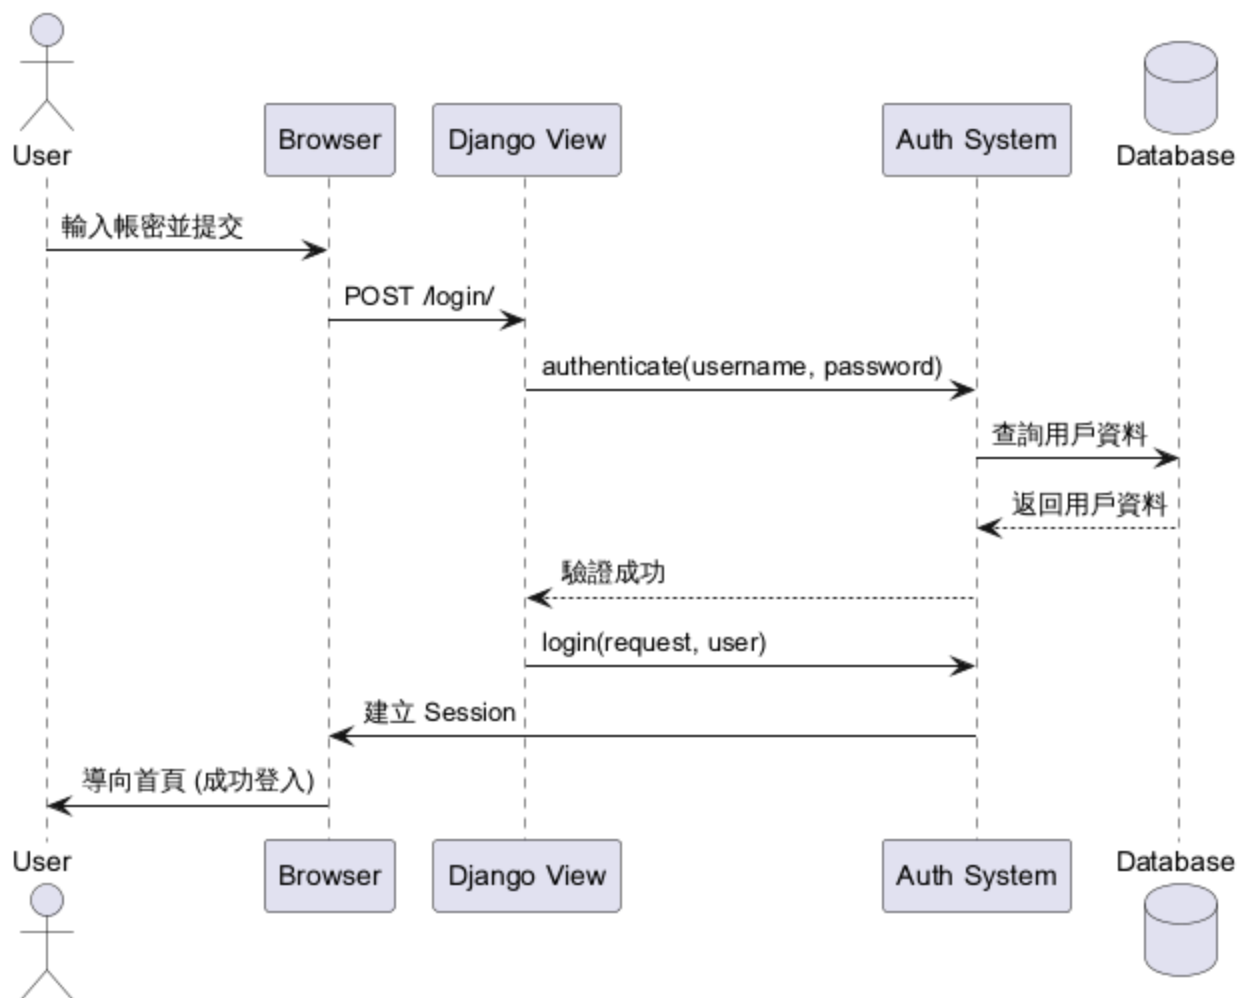 User
Browser
Django View
Auth System
Database
輸入帳密並提交
POST /login/
authenticate(username, password)
查詢用戶資料
返回用戶資料
驗證成功
login(request, user)
建立 Session
導向首頁 (成功登入)
User
Browser
Django View
Auth System
Database